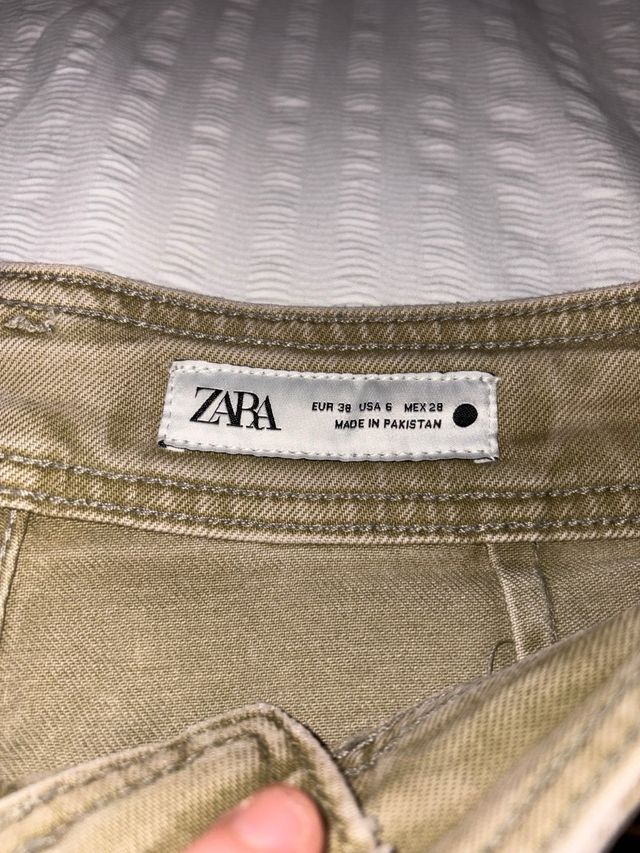 ZARA
EUR 38 USA 6 MEX 28
MADE IN PAKISTAN